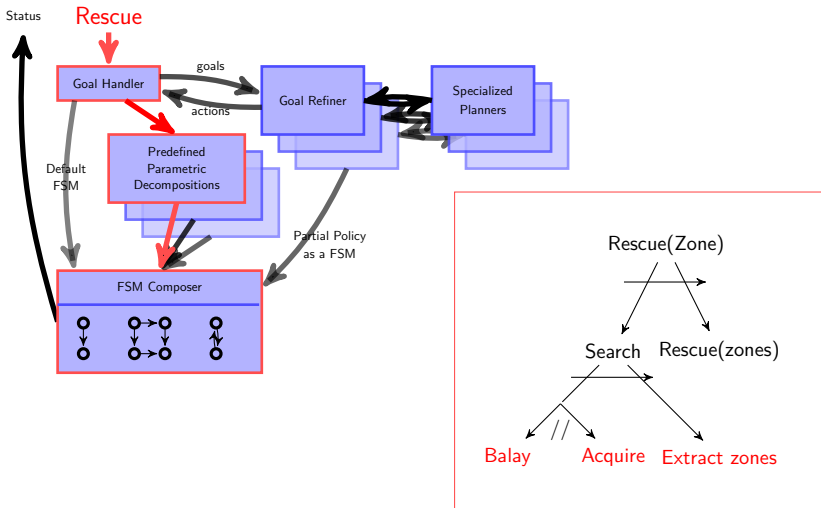 Status
Rescue
Goal Handler
goals
actions
Goal Refiner
Specialized
Planners
Predefined
Parametric
Decompositions
Default
FSM
Partial Policy
as a FSM
FSM Composer
Rescue(Zone)
Search
Rescue(zones)
//
Balay
Acquire
Extract zones